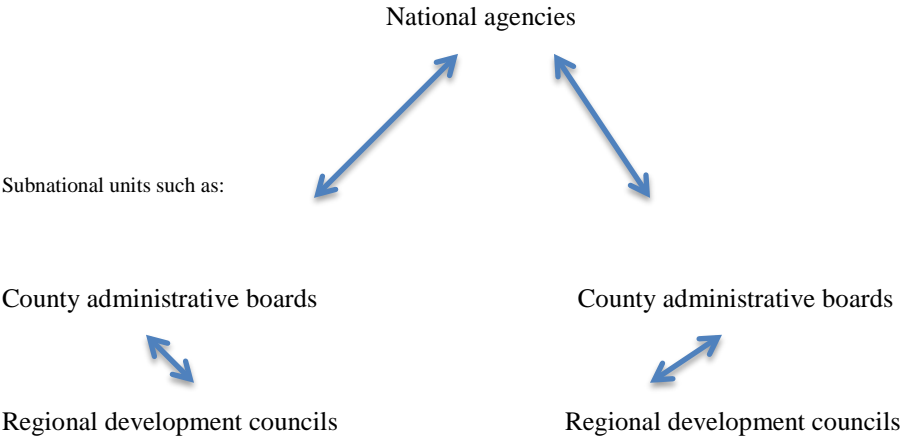 National agencies
Subnational units such as:
County administrative boards County administrative boards
Regional development councils Regional development councils